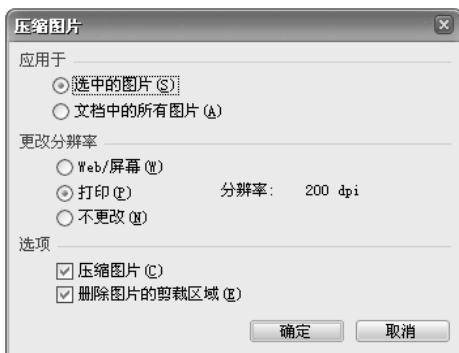 压缩图片
应用于
选中的图片(S)
文档中的所有图片(A)
更改分辨率
Web/屏幕(W)
打印(P) 分辨率: 200 dpi
不更改(N)
选项
压缩图片(C)
删除图片的剪裁区域(E)
确定 取消